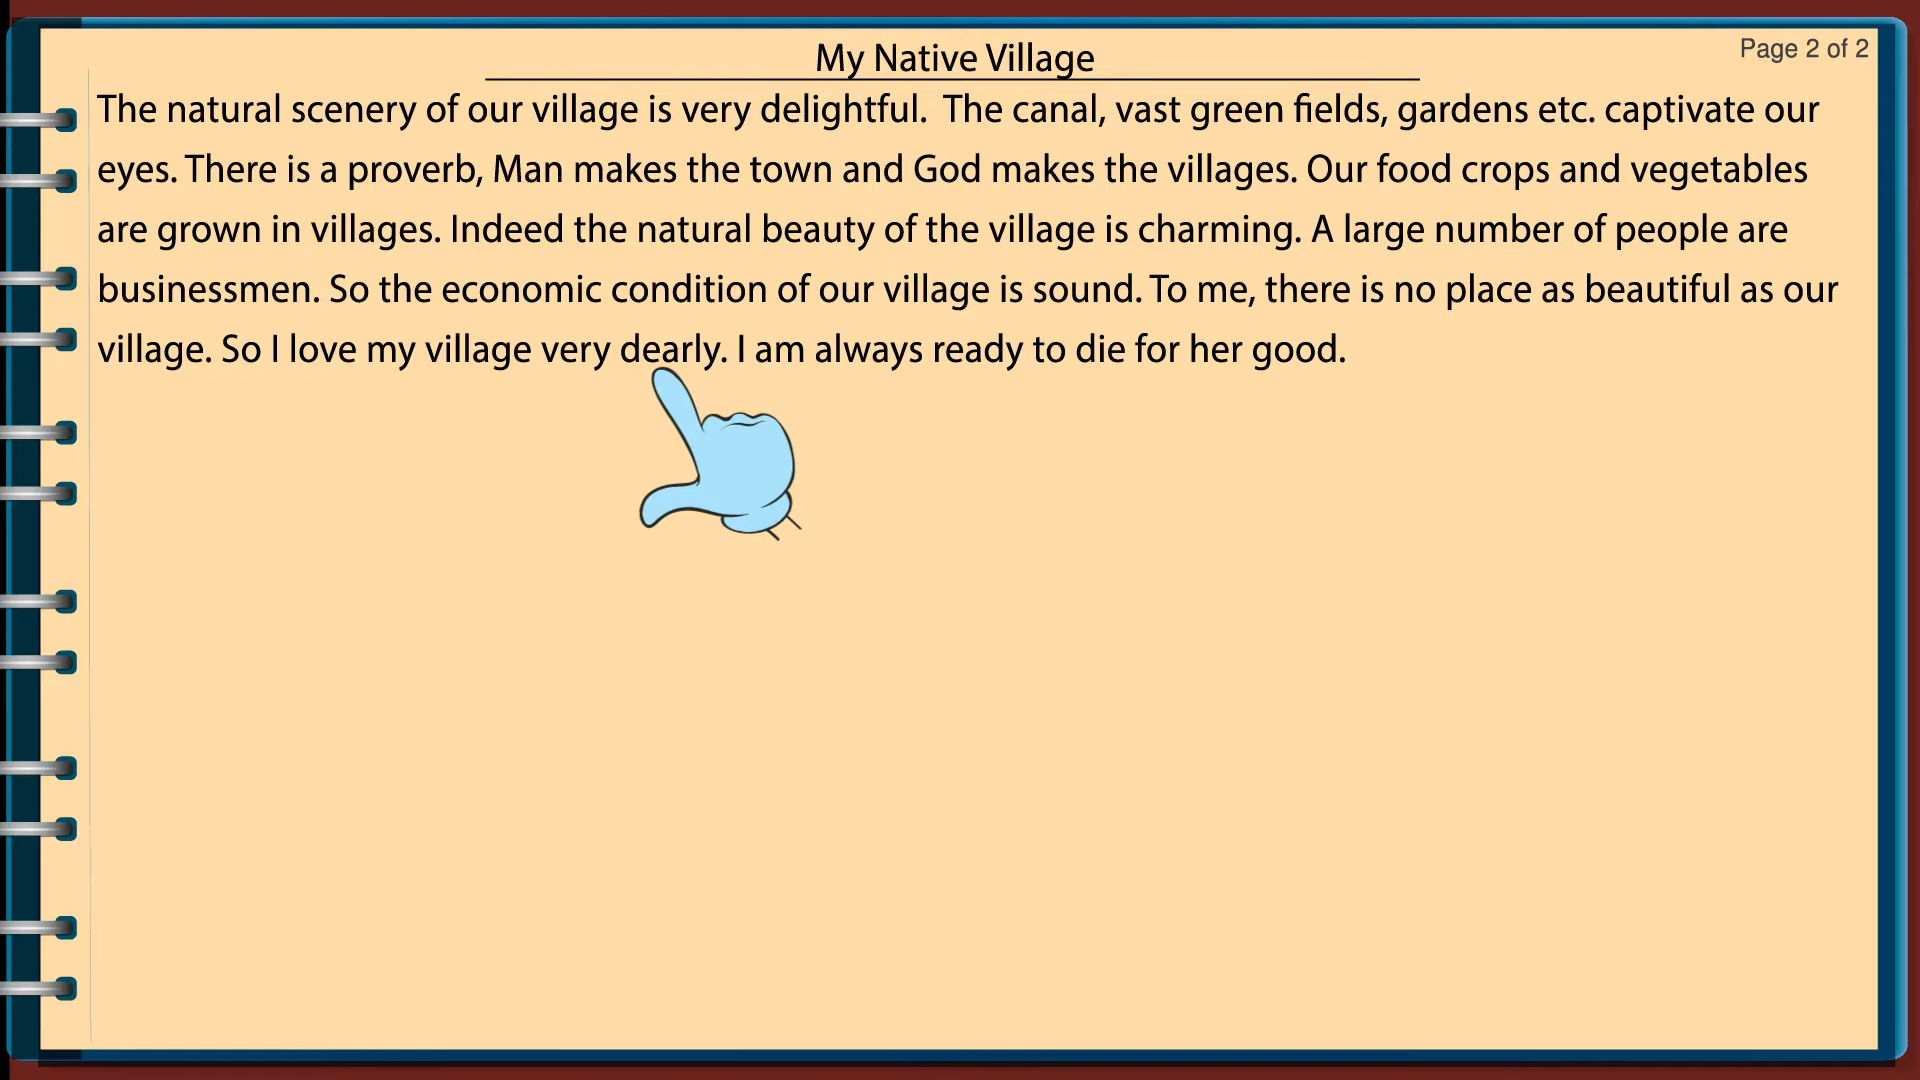 My Native Village
Page 2 of 2
The natural scenery of our village is very delightful.  The canal, vast green fields, gardens etc. captivate our
eyes. There is a proverb, Man makes the town and God makes the villages. Our food crops and vegetables
are grown in villages. Indeed the natural beauty of the village is charming. A large number of people are
businessmen. So the economic condition of our village is sound. To me, there is no place as beautiful as our
village. So I love my village very dearly. I am always ready to die for her good.